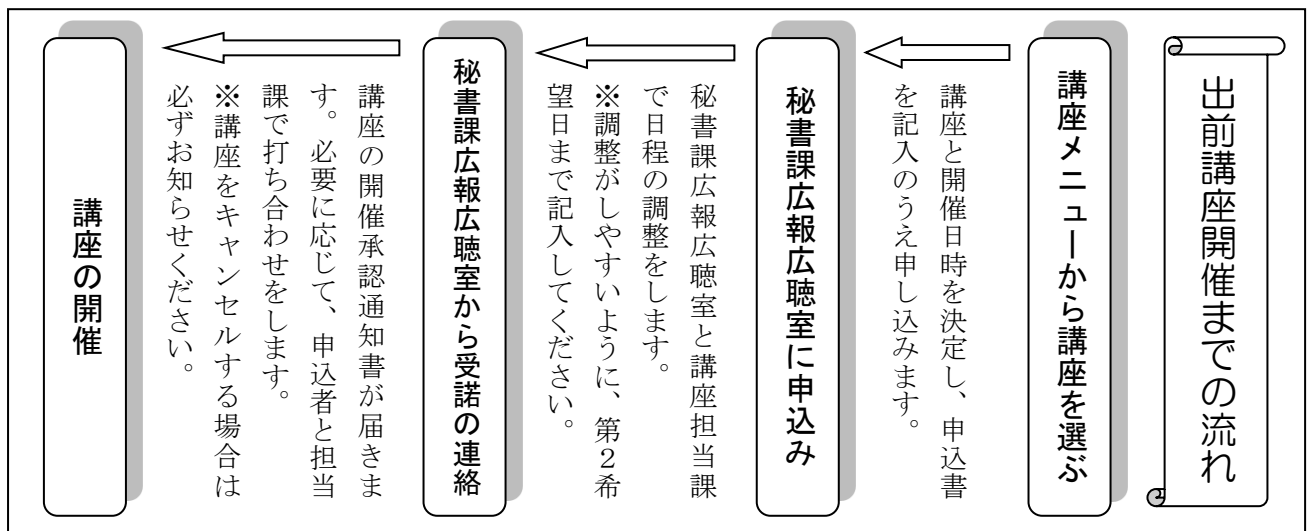 出前講座開催までの流れ
講座メニューから講座を選ぶ
講座と開催日時を決定し、申込書
を記入のうえ申し込みます。
秘書課広報広聴室に申込み
秘書課広報広聴室と講座担当課
で日程の調整をします。
※調整がしやすいように、第2希
望日まで記入してください。
秘書課広報広聴室から受諾の連絡
講座の開催承認通知書が届きま
す。必要に応じて、申込者と担当
課で打ち合わせをします。
※講座をキャンセルする場合は
必ずお知らせください。
講座の開催